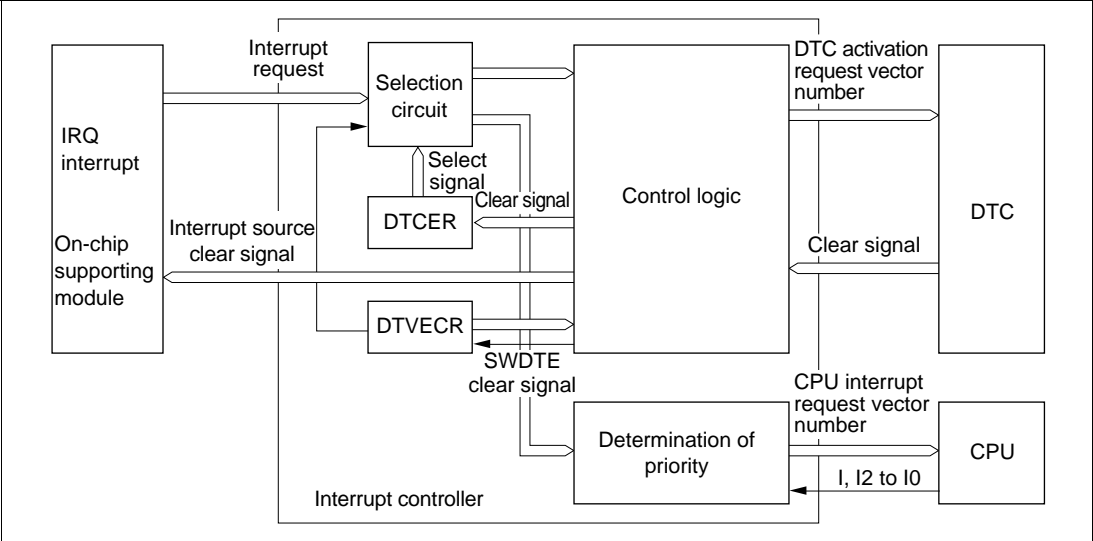 Interrupt
request
IRQ
interrupt
On-chip
supporting
module
Selection
circuit
Select
signal
DTCER
Clear signal
Interrupt source
clear signal
DTVECR
SWDTE
clear signal
Control logic
DTC activation
request vector
number
DTC
Clear signal
CPU interrupt
request vector
number
Determination of
priority
CPU
I, I2 to I0
Interrupt controller